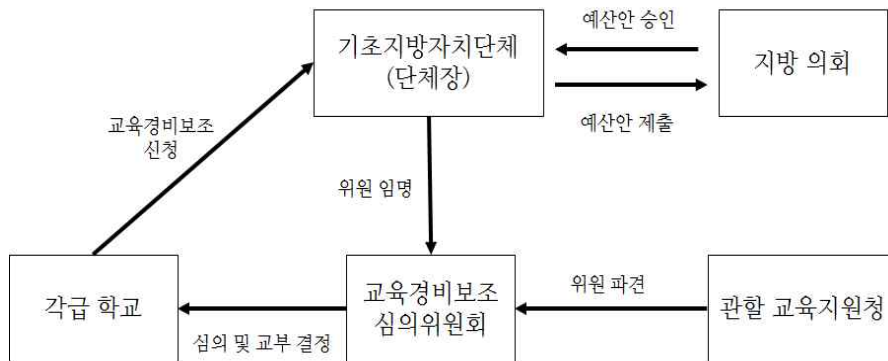 예산안 승인
기초지방자치단체
(단체장)
지방 의회
예산안 제출
교육경비보조
신청
위원 임명
각급 학교
교육경비보조
심의위원회
위원 파견
관할 교육지원청
심의 및 교부 결정